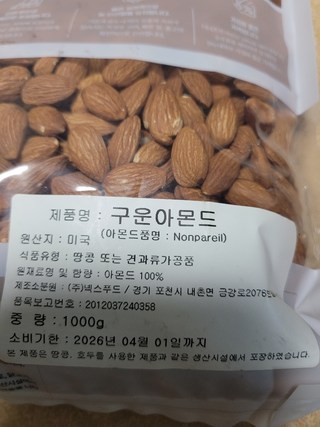 제품명 : 구운아몬드
원산지 : 미국 (아몬드품명 : Nonpareil)
식품유형 : 땅콩 또는 견과류가공품
원재료명 및 함량 : 아몬드 100%
제조소분원 : (주)넥스푸드 / 경기 포천시 내촌면 금강로2076번
품목보고번호 : 2012037240358
중 량 : 1000g
소비기한 : 2026년 04월 01일까지
본 제품은 땅콩, 호두를 사용한 제품과 같은 생산시설에서 포장하였습니다.